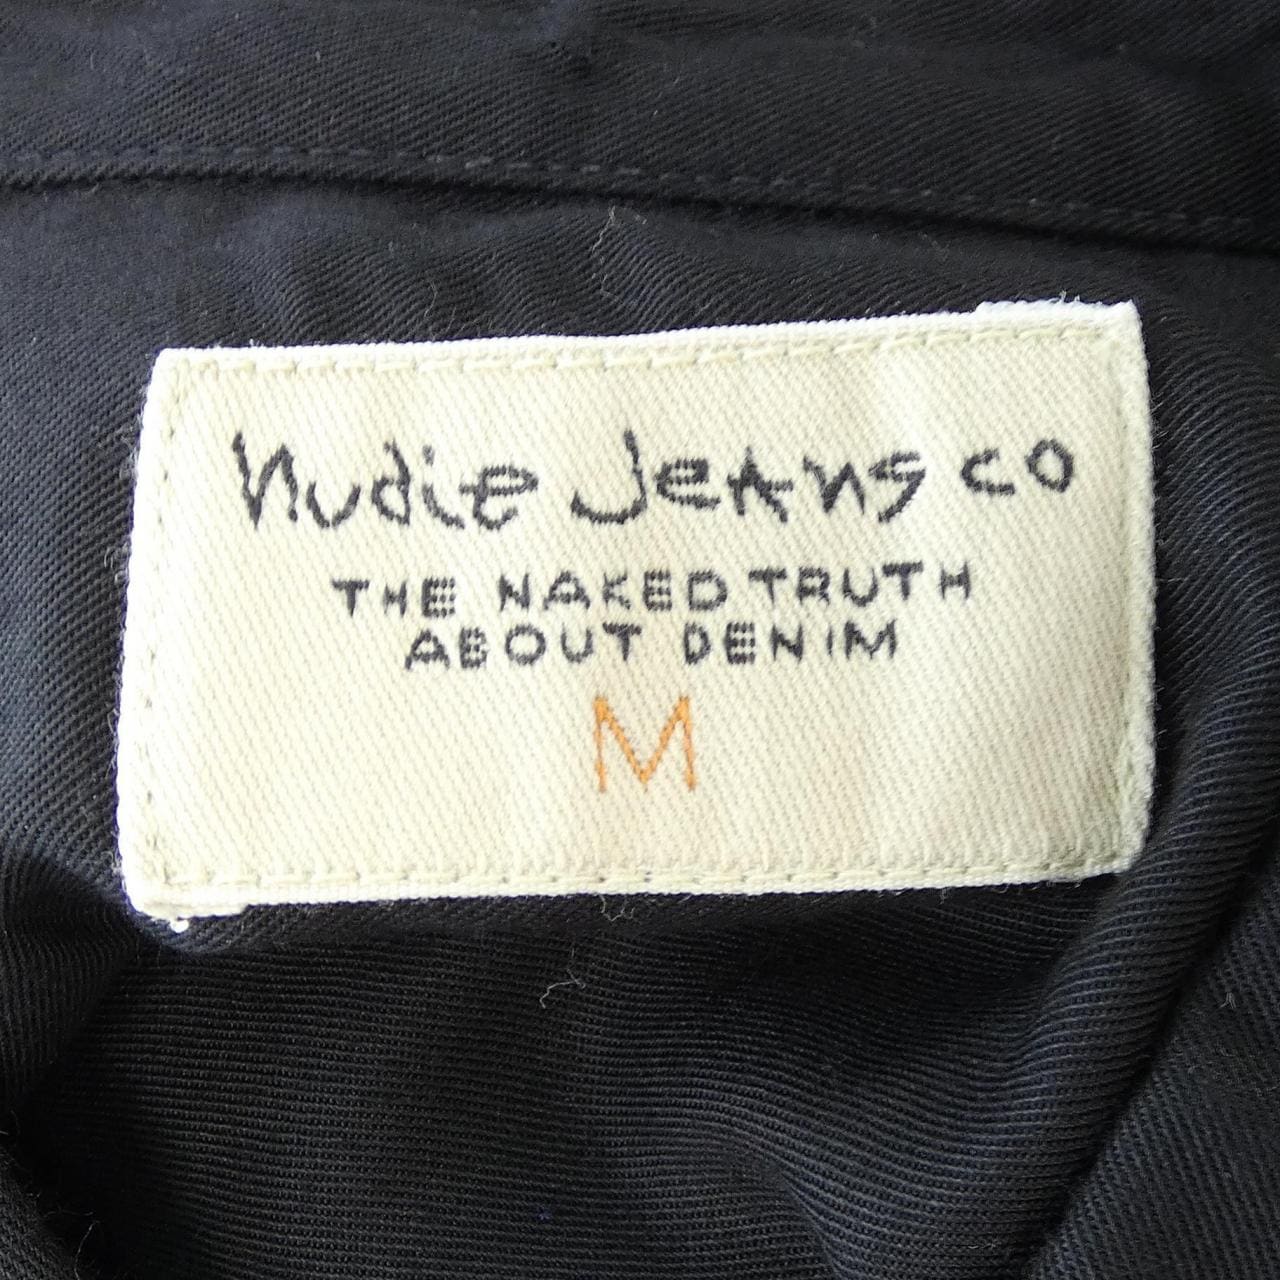 Nudie Jeans co
THE NAKED TRUTH
ABOUT DENIM
M